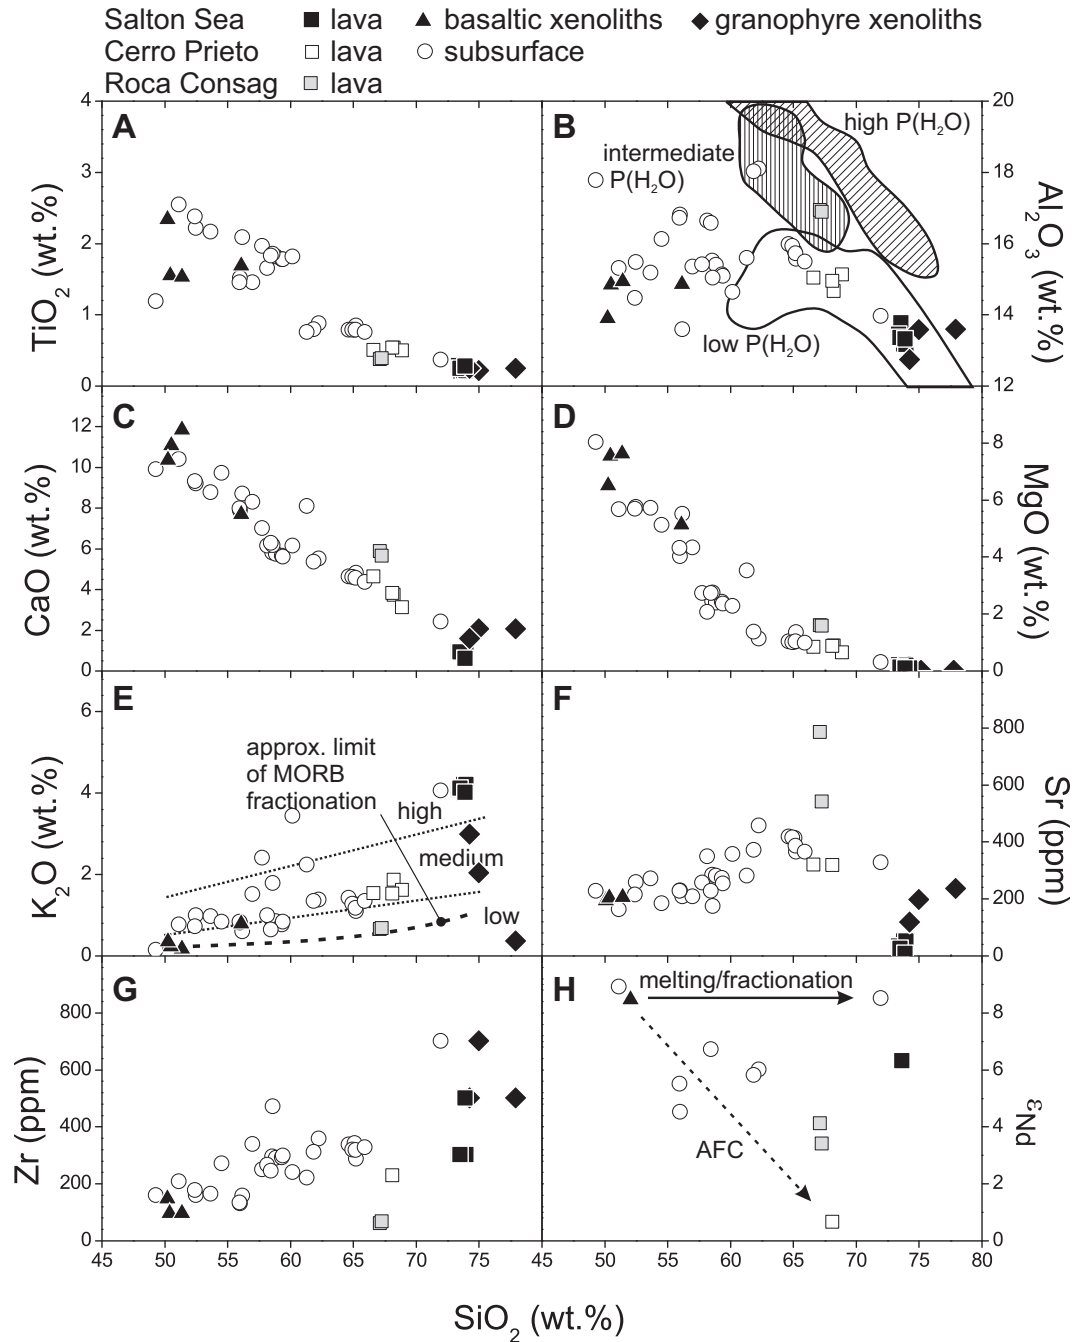 Salton Sea lava basaltic xenoliths granophyre xenoliths
Cerro Prieto lava subsurface
Roca Consag lava
A
4
3
2
1
0
TiO2 (wt.%)
B
high P(H2O)
intermediate
P(H2O)
low P(H2O)
20
18
16
14
12
Al2O3 (wt.%)
C
12
10
8
6
4
2
0
CaO (wt.%)
D
8
6
4
2
0
MgO (wt.%)
E
approx. limit
of MORB
fractionation
high
medium
low
6
4
2
0
K2O (wt.%)
F
800
600
400
200
0
Sr (ppm)
G
800
600
400
200
0
Zr (ppm)
H
melting/fractionation
AFC
8
6
4
2
0
εNd
45 50 55 60 65 70 75 45 50 55 60 65 70 75 80
SiO2 (wt.%)